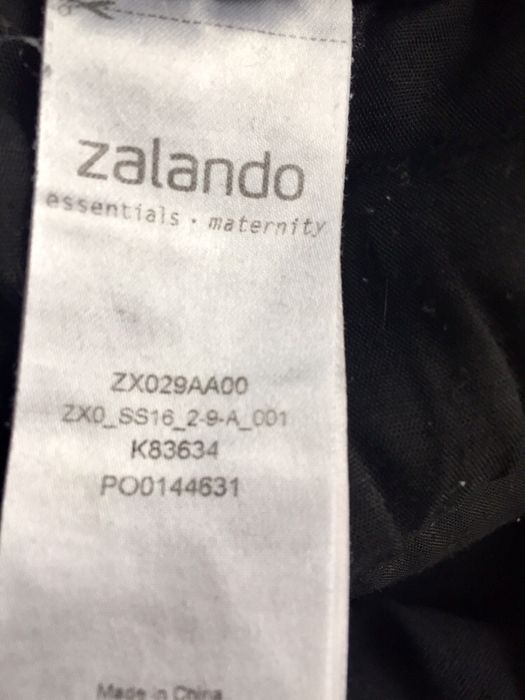 zalando
essentials · maternity
ZX029AA00
ZX0_SS16_2-9-A_001
K83634
PO0144631
Made in China